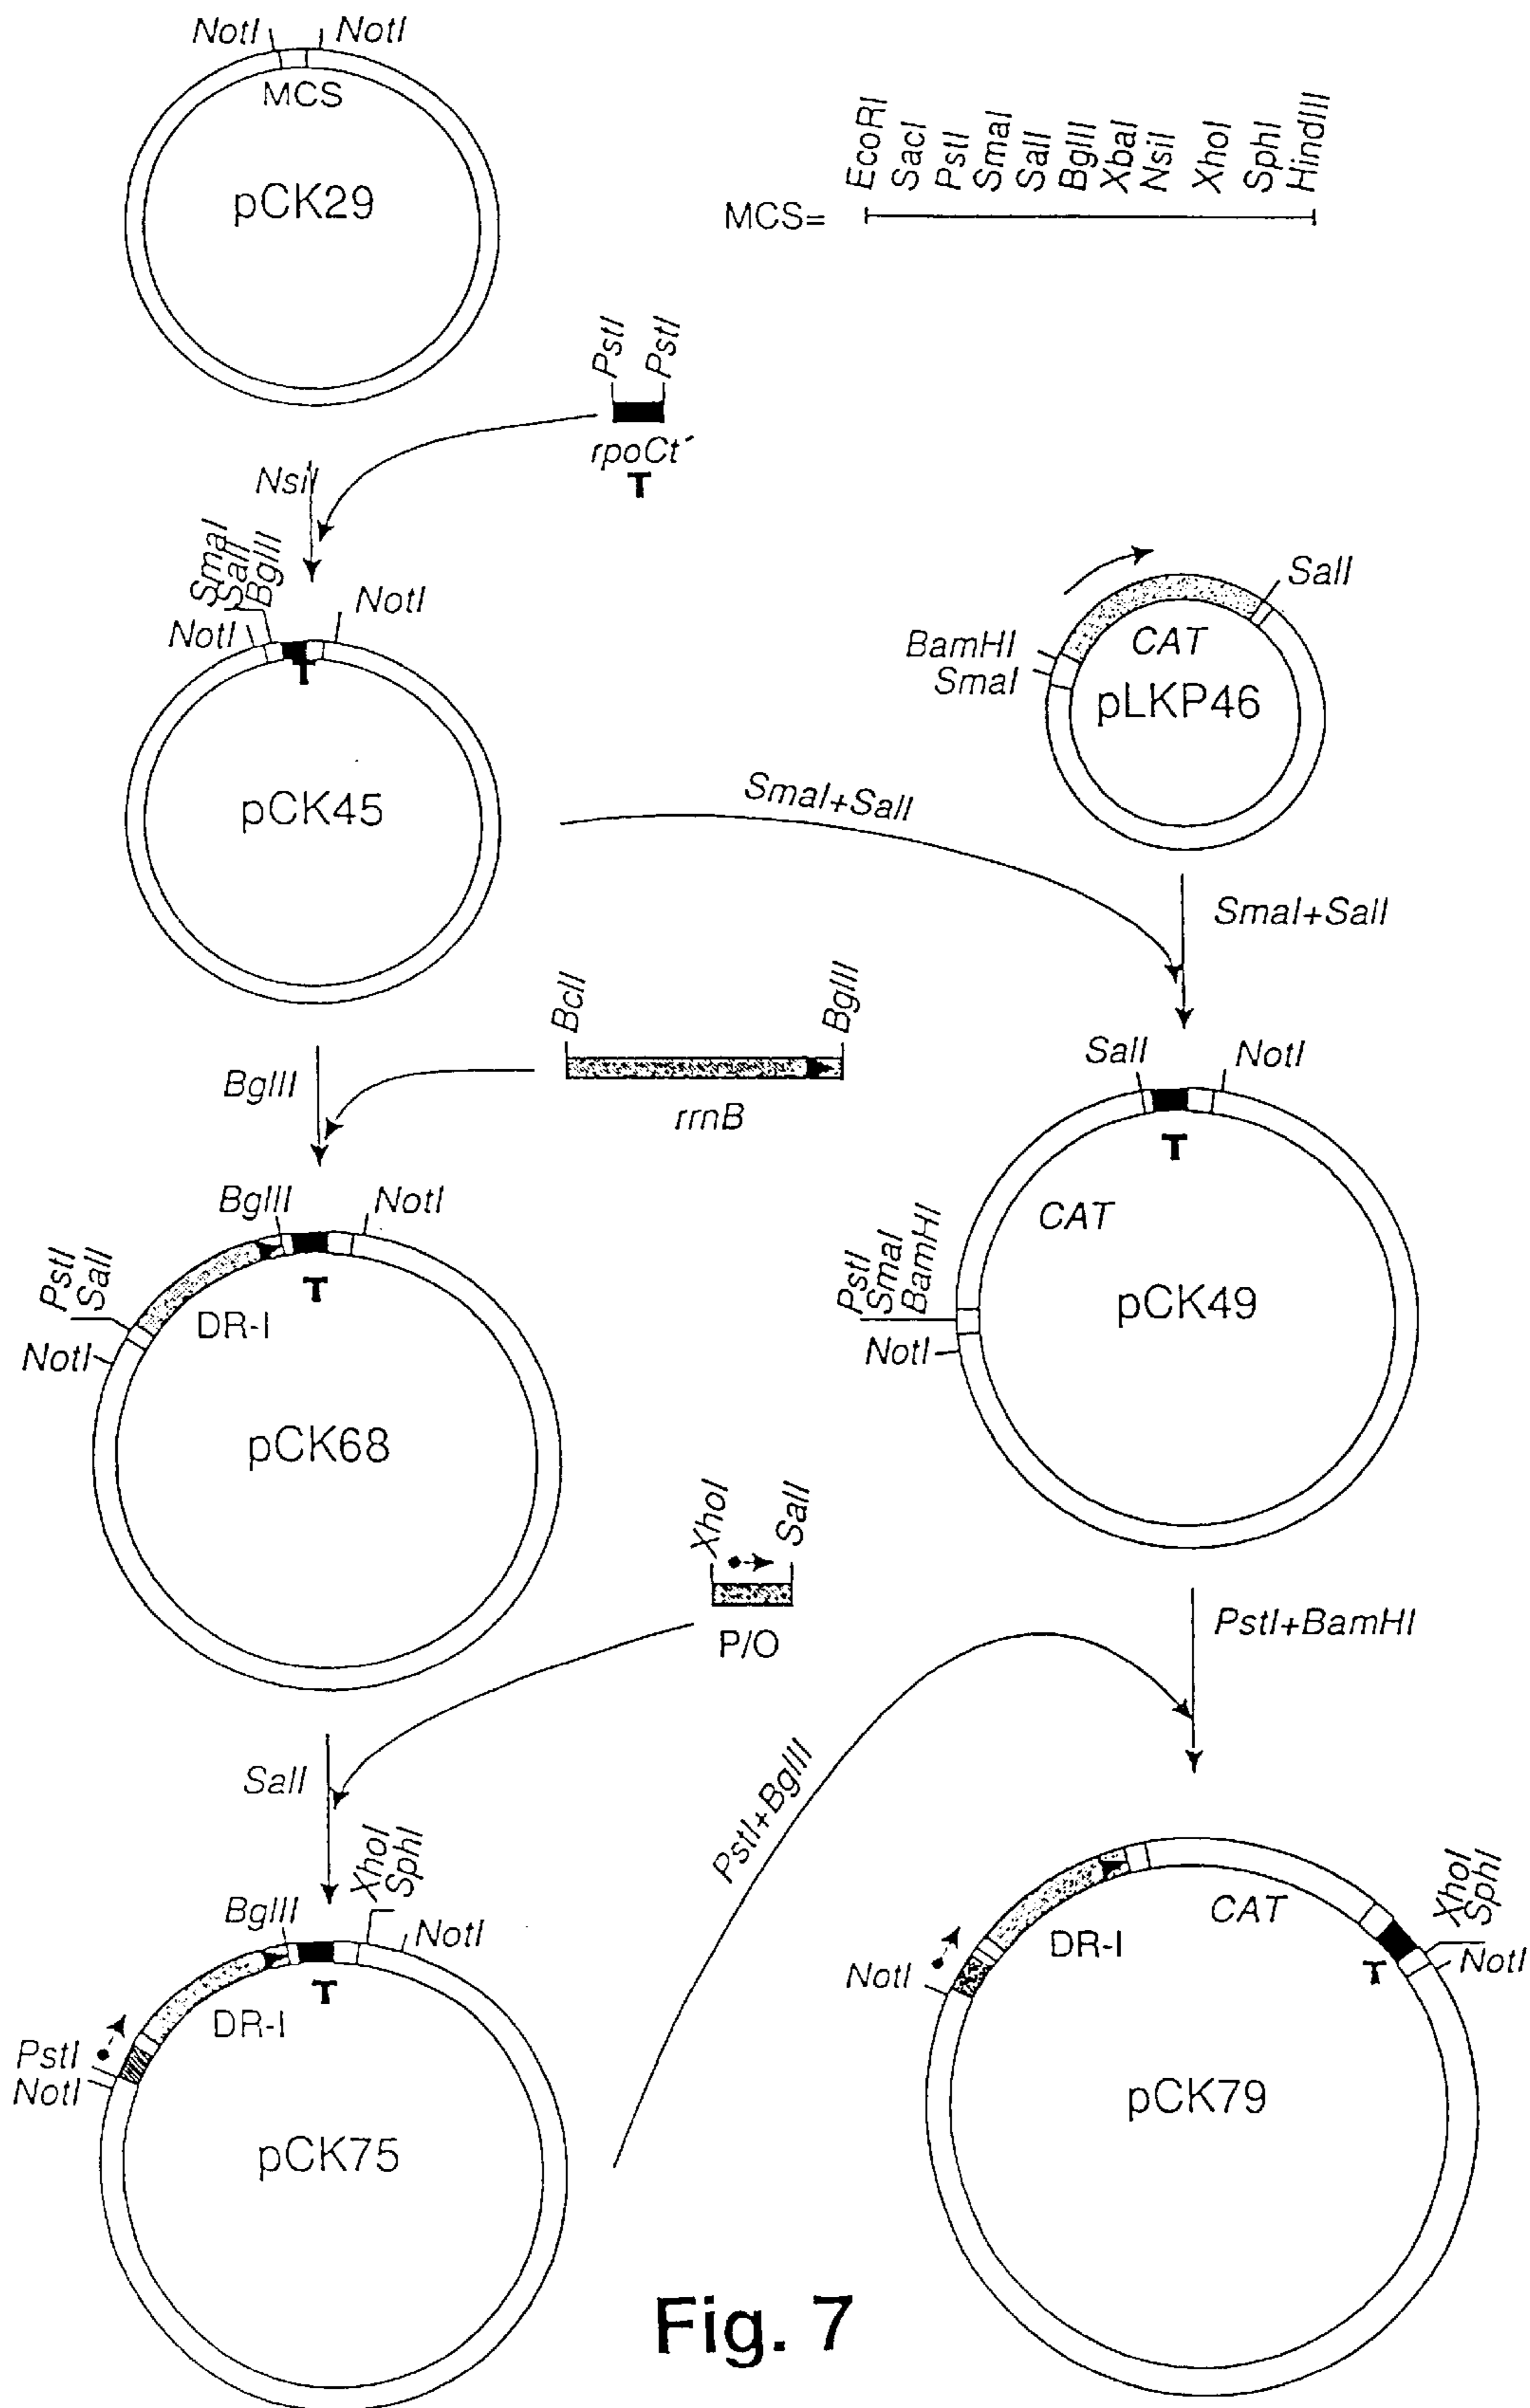 NotI NotI
MCS
pCK29
MCS=
EcoRI
SacI
PstI
SmaI
SalI
BglII
XbaI
NsiI
XhoI
SphI
HindIII
PstI
PstI
rpoCt´
T
NsiI
SmaI
SalI
BglII
NotI
NotI
T
pCK45
SalI
BamHI
SmaI
CAT
pLKP46
SmaI+SalI
SmaI+SalI
BglII
BclI
BglII
rrnB
SalI
NotI
T
CAT
PstI
SmaI
BamHI
NotI
pCK49
BglII
NotI
PstI
SalI
T
DR-I
NotI
pCK68
XhoI
SalI
P/O
PstI+BamHI
SalI
PstI+BglII
XhoI
SphI
BglII
NotI
T
DR-I
PstI
NotI
pCK75
CAT
XhoI
SphI
DR-I
T
NotI
NotI
pCK79
Fig. 7